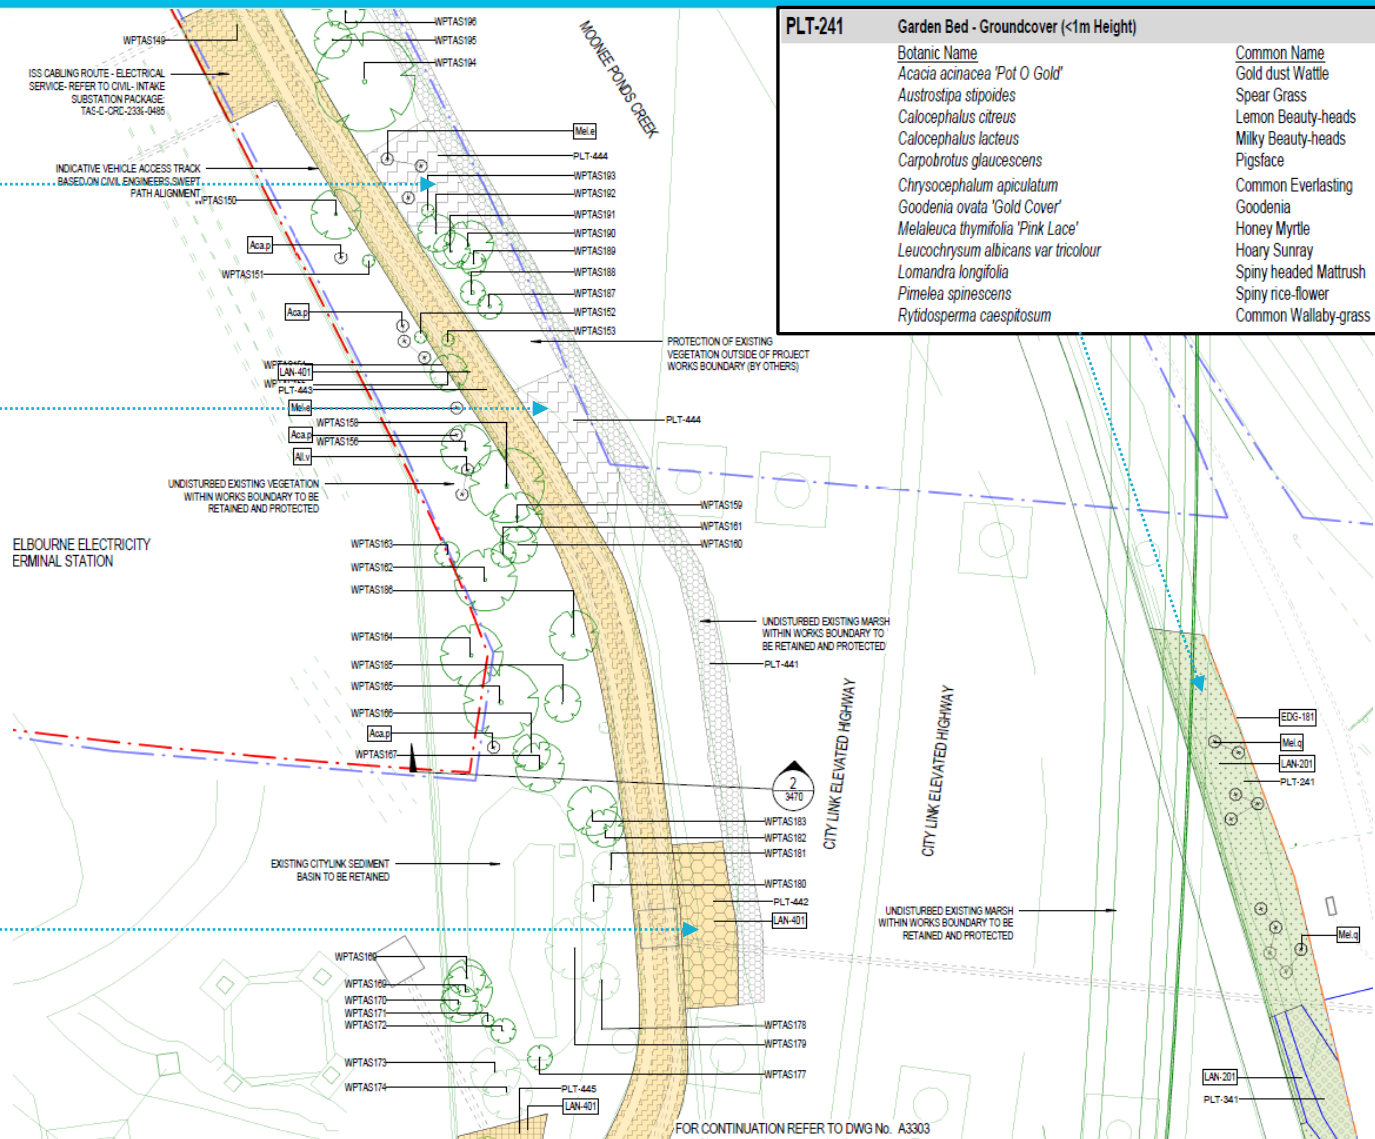 PLT-241 Garden Bed - Groundcover (<1m Height)
Botanic Name Common Name
Acacia acinacea 'Pot O Gold' Gold dust Wattle
Austrostipa stipoides Spear Grass
Calocephalus citreus Lemon Beauty-heads
Calocephalus lacteus Milky Beauty-heads
Carpobrotus glaucescens Pigsface
Chrysocephalum apiculatum Common Everlasting
Goodenia ovata 'Gold Cover' Goodenia
Melaleuca thymifolia 'Pink Lace' Honey Myrtle
Leucochrysum albicans var tricolour Hoary Sunray
Lomandra longifolia Spiny headed Mattrush
Pimelea spinescens Spiny rice-flower
Rytidosperma caespitosum Common Wallaby-grass
WPTAS196
WPTAS195
WPTAS194
WPTAS149
ISS CABLING ROUTE - ELECTRICAL
SERVICE- REFER TO CIVIL- INTAKE
SUBSTATION PACKAGE:
MOONEE PONDS CREEK
Mel.e
PLT-444
INDICATIVE VEHICLE ACCESS TRACK
BASED ON CIVIL ENGINEERS SWEPT
PATH ALIGNMENT
WPTAS150
WPTAS193
WPTAS192
WPTAS191
WPTAS190
WPTAS189
WPTAS188
WPTAS187
WPTAS152
WPTAS153
Aca.p
WPTAS151
Aca.p
PROTECTION OF EXISTING
VEGETATION OUTSIDE OF PROJECT
WORKS BOUNDARY (BY OTHERS)
LAN-401
PLT-443
Mel.e
WPTAS158
Aca.p
WPTAS156
All.v
PLT-444
UNDISTURBED EXISTING VEGETATION
WITHIN WORKS BOUNDARY TO BE
RETAINED AND PROTECTED
WPTAS159
WPTAS161
WPTAS160
ELBOURNE ELECTRICITY
ERMINAL STATION
WPTAS163
WPTAS162
WPTAS186
WPTAS164
WPTAS185
WPTAS165
WPTAS166
Aca.p
WPTAS167
UNDISTURBED EXISTING MARSH
WITHIN WORKS BOUNDARY TO
BE RETAINED AND PROTECTED
PLT-441
CITY LINK ELEVATED HIGHWAY
CITY LINK ELEVATED HIGHWAY
EDG-181
Mel.q
LAN-201
PLT-241
2
3470
WPTAS183
WPTAS182
WPTAS181
WPTAS180
PLT-442
LAN-401
EXISTING CITYLINK SEDIMENT
BASIN TO BE RETAINED
UNDISTURBED EXISTING MARSH
WITHIN WORKS BOUNDARY TO BE
RETAINED AND PROTECTED
Mel.q
WPTAS169
WPTAS170
WPTAS171
WPTAS172
WPTAS173
WPTAS174
WPTAS178
WPTAS179
WPTAS177
PLT-445
LAN-401
LAN-201
PLT-341
FOR CONTINUATION REFER TO DWG No. A3303